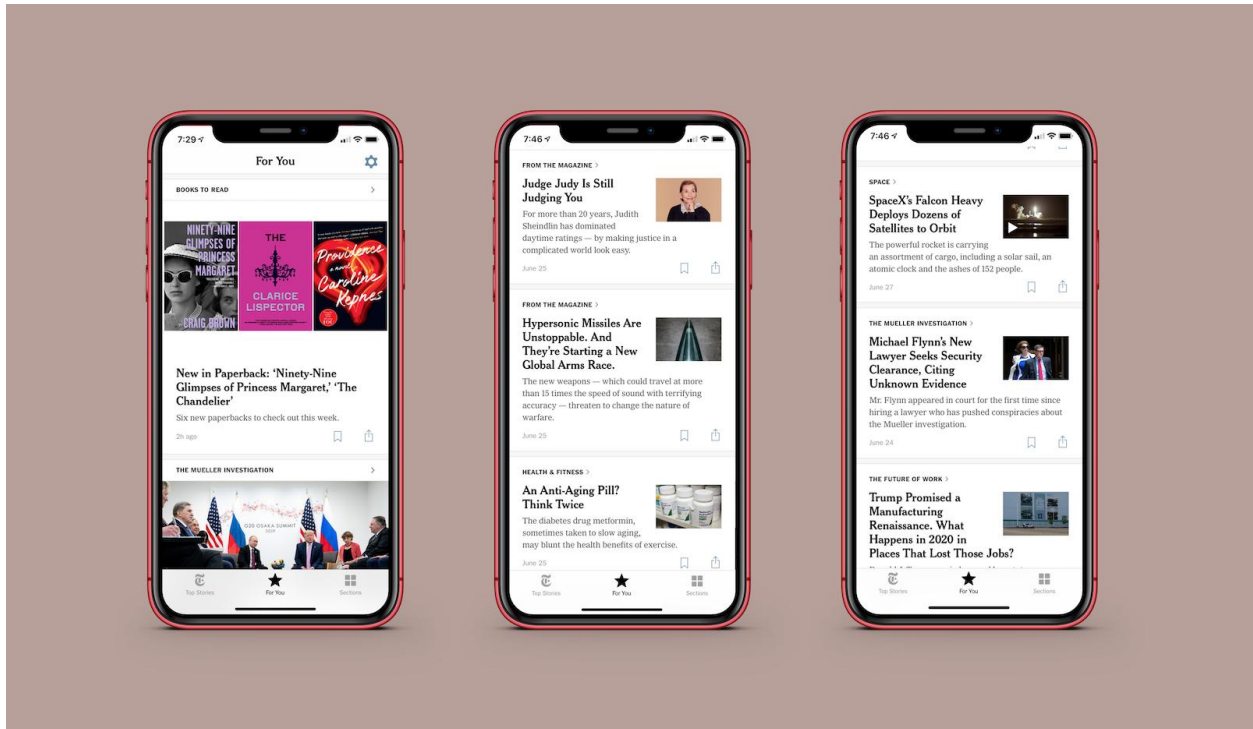 7:29
For You
BOOKS TO READ
NINETY-NINE
GLIMPSES OF
PRINCESS
MARGARET
CRAIG BROWN
THE
CLARICE
LISPECTOR
Providence
a novel
Caroline
Kepnes
New in Paperback: ‘Ninety-Nine
Glimpses of Princess Margaret,’ ‘The
Chandelier’
Six new paperbacks to check out this week.
2h ago
THE MUELLER INVESTIGATION
G20 OSAKA SUMMIT
2019
Top Stories
For You
Sections
7:46
FROM THE MAGAZINE
Judge Judy Is Still
Judging You
For more than 20 years, Judith
Sheindlin has dominated
daytime ratings — by making justice in a
complicated world look easy.
June 25
FROM THE MAGAZINE
Hypersonic Missiles Are
Unstoppable. And
They’re Starting a New
Global Arms Race.
The new weapons — which could travel at more
than 15 times the speed of sound with terrifying
accuracy — threaten to change the nature of
warfare.
June 25
HEALTH & FITNESS
An Anti-Aging Pill?
Think Twice
The diabetes drug metformin,
sometimes taken to slow aging,
may blunt the health benefits of exercise.
June 25
Top Stories
For You
Sections
7:46
SPACE
SpaceX’s Falcon Heavy
Deploys Dozens of
Satellites to Orbit
The powerful rocket is carrying
an assortment of cargo, including a solar sail, an
atomic clock and the ashes of 152 people.
June 27
THE MUELLER INVESTIGATION
Michael Flynn’s New
Lawyer Seeks Security
Clearance, Citing
Unknown Evidence
Mr. Flynn appeared in court for the first time since
hiring a lawyer who has pushed conspiracies about
the Mueller investigation.
June 24
THE FUTURE OF WORK
Trump Promised a
Manufacturing
Renaissance. What
Happens in 2020 in
Places That Lost Those Jobs?
Top Stories
For You
Sections